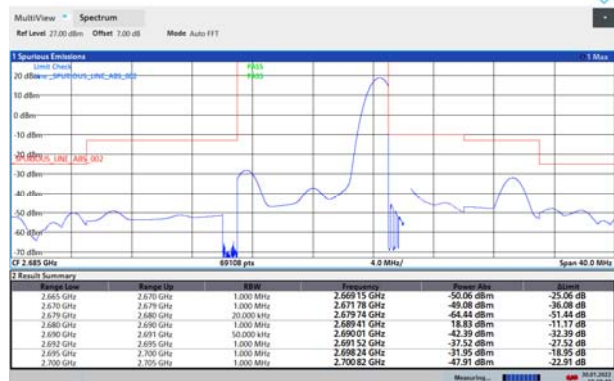 MultiView Spectrum
Ref Level 27.00 dBm Offset 7.00 dB Mode Auto FFT
1 Spurious Emissions 1 Max
Limit Check PASS
20 dBm _SPURIOUS_LINE_ABS_002 PASS
10 dBm
0 dBm
-10 dBm
-20 dBm
_SPURIOUS_LINE_ABS_002
-30 dBm
-40 dBm
-50 dBm
-60 dBm
-70 dBm
CF 2.685 GHz 69108 pts 4.0 MHz/ Span 40.0 MHz
2 Result Summary
Range Low Range Up RBW Frequency Power Abs ΔLimit
2.665 GHz 2.670 GHz 1.000 MHz 2.66915 GHz -50.06 dBm -25.06 dB
2.670 GHz 2.679 GHz 1.000 MHz 2.67178 GHz -49.08 dBm -36.08 dB
2.679 GHz 2.680 GHz 20.000 kHz 2.67974 GHz -64.44 dBm -51.44 dB
2.680 GHz 2.690 GHz 1.000 MHz 2.68941 GHz 18.83 dBm -11.17 dB
2.690 GHz 2.691 GHz 50.000 kHz 2.69001 GHz -42.39 dBm -32.39 dB
2.692 GHz 2.695 GHz 1.000 MHz 2.69152 GHz -37.52 dBm -27.52 dB
2.695 GHz 2.700 GHz 1.000 MHz 2.69824 GHz -31.95 dBm -18.95 dB
2.700 GHz 2.705 GHz 1.000 MHz 2.70082 GHz -47.91 dBm -22.91 dB
Measuring... 30.01.2022